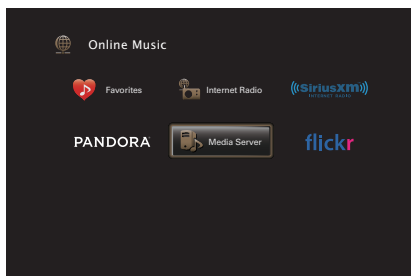 Online Music
Favorites
Internet Radio
((SiriusXM))
INTERNET RADIO
PANDORA
Media Server
flickr